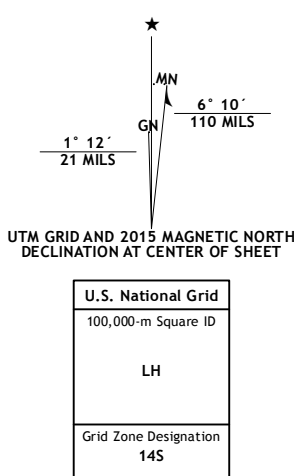 ★
MN
6° 10´
110 MILS
GN
1° 12´
21 MILS
UTM GRID AND 2015 MAGNETIC NORTH
DECLINATION AT CENTER OF SHEET
U.S. National Grid
100,000-m Square ID
LH
Grid Zone Designation
14S